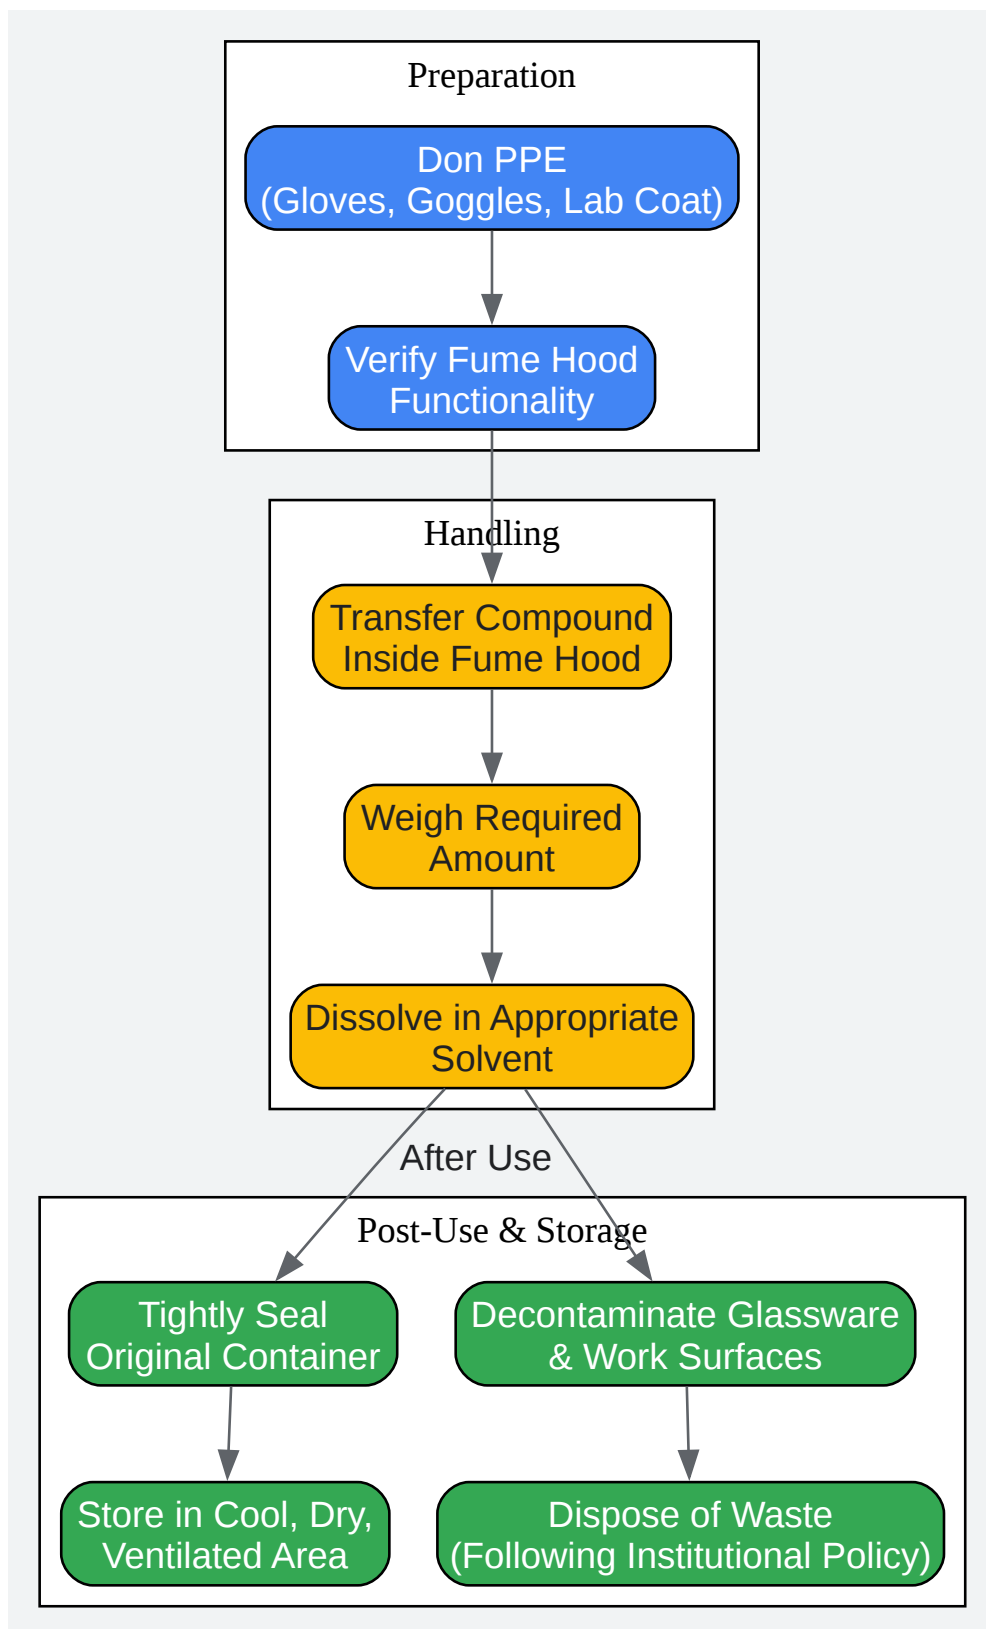 Preparation
Don PPE
(Gloves, Goggles, Lab Coat)
Verify Fume Hood
Functionality
Handling
Transfer Compound
Inside Fume Hood
Weigh Required
Amount
Dissolve in Appropriate
Solvent
After Use
Post-Use & Storage
Tightly Seal
Original Container
Decontaminate Glassware
& Work Surfaces
Store in Cool, Dry,
Ventilated Area
Dispose of Waste
(Following Institutional Policy)